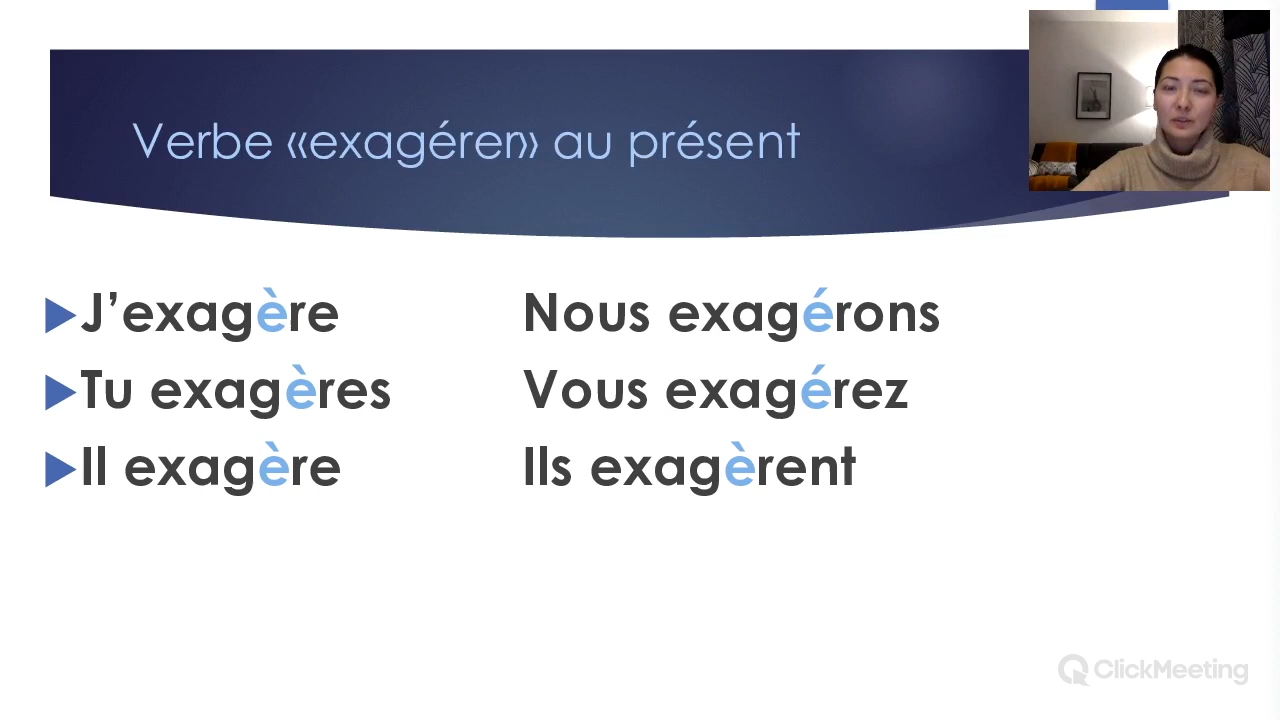 Verbe «exagérer» au présent
J’exagère Nous exagérons
Tu exagères Vous exagérez
Il exagère Ils exagèrent
ClickMeeting